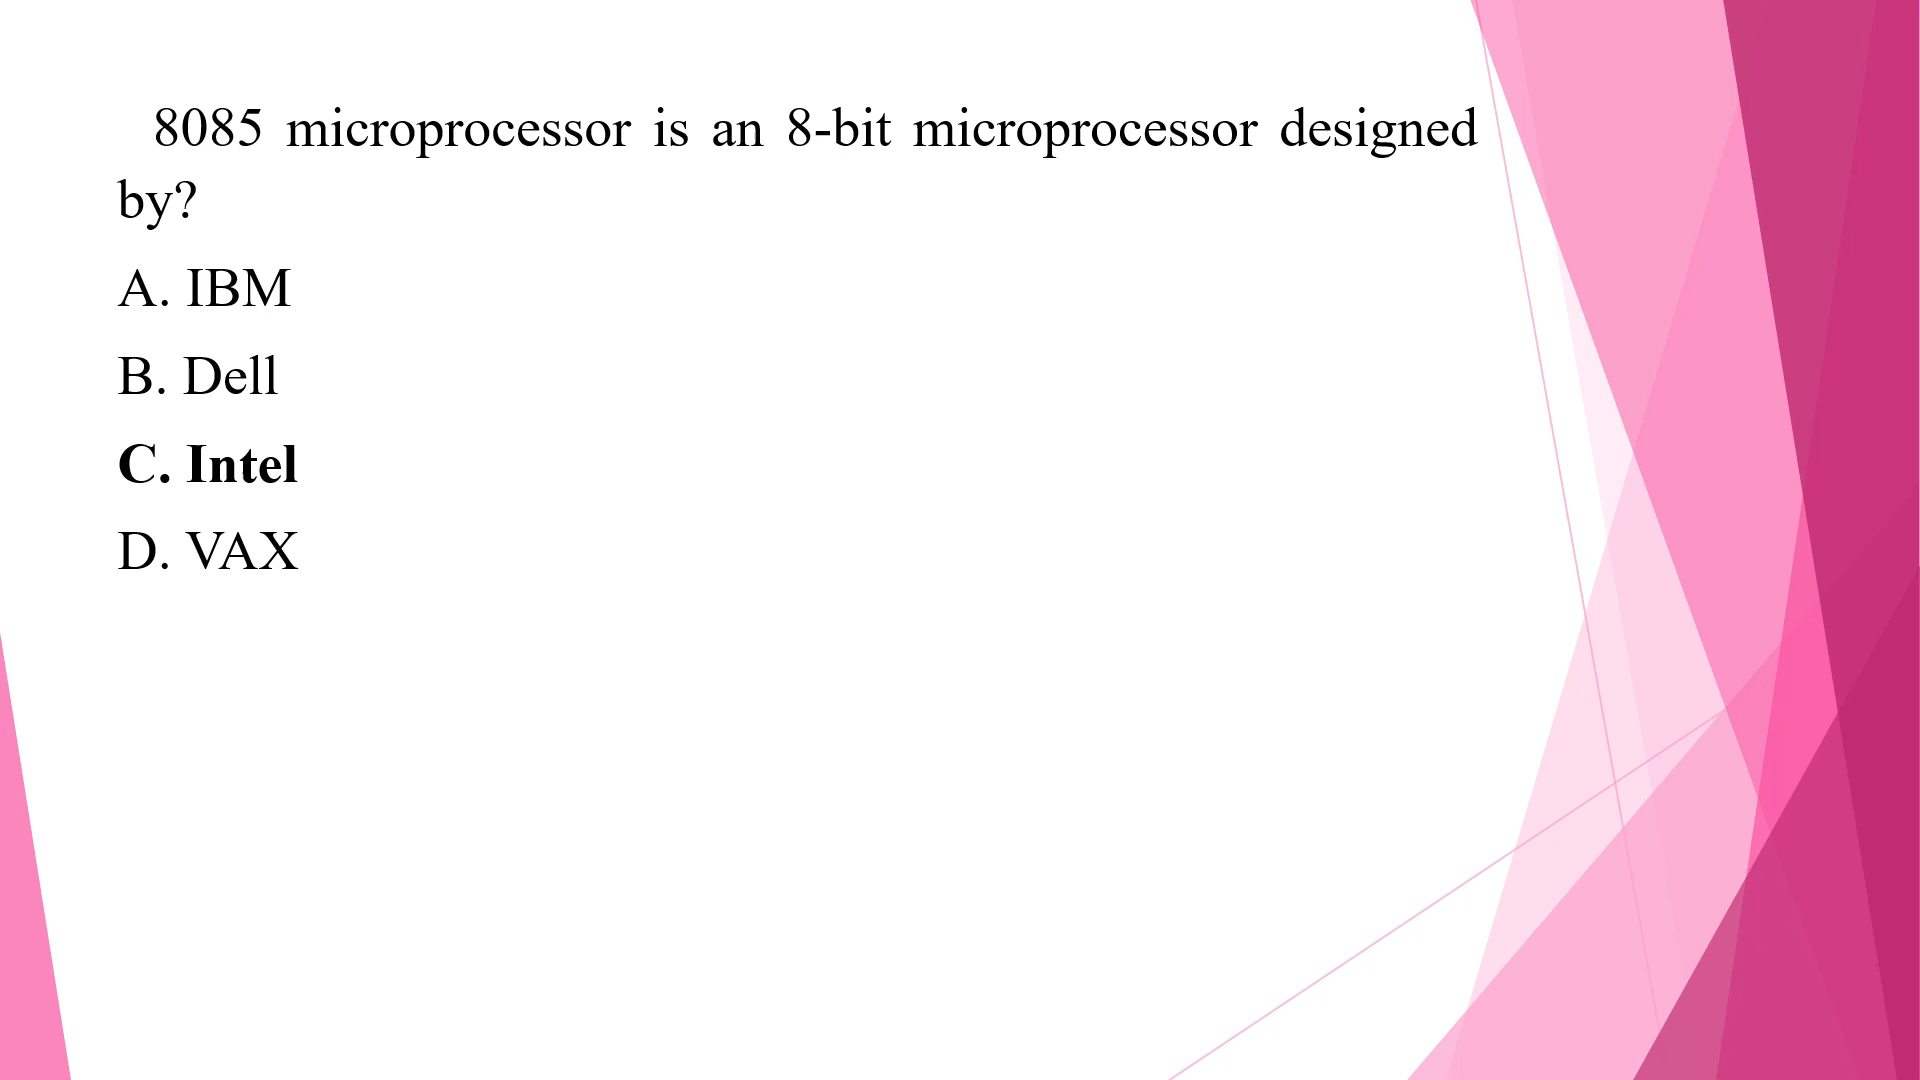 8085 microprocessor is an 8-bit microprocessor designed
by?
A. IBM
B. Dell
C. Intel
D. VAX